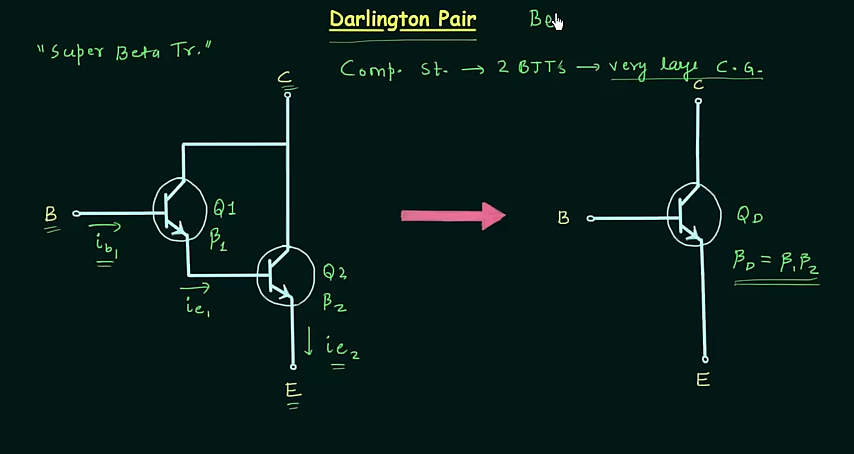 Darlington Pair Be
"Super Beta Tr."
Comp. St. → 2 BJTs → very large C.G.
C
C
B
Q1
β1
ib1
ie1
Q2
β2
ie2
E
B
QD
βD = β1β2
E